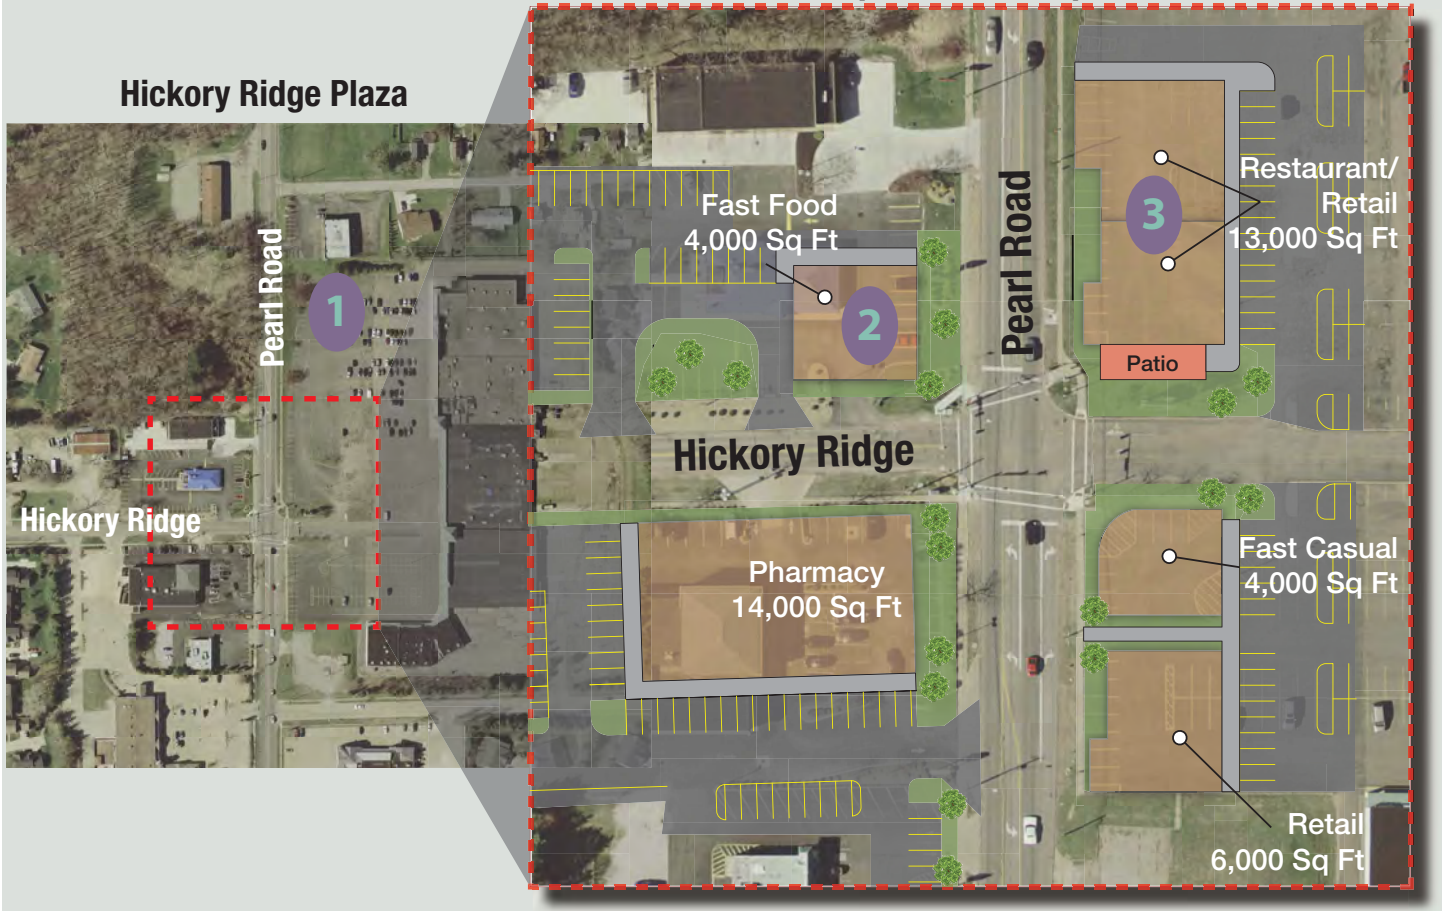 Hickory Ridge Plaza
Pearl Road
1
Hickory Ridge
Fast Food
4,000 Sq Ft
2
Pearl Road
Restaurant/
Retail
13,000 Sq Ft
3
Patio
Hickory Ridge
Pharmacy
14,000 Sq Ft
Fast Casual
4,000 Sq Ft
Retail
6,000 Sq Ft